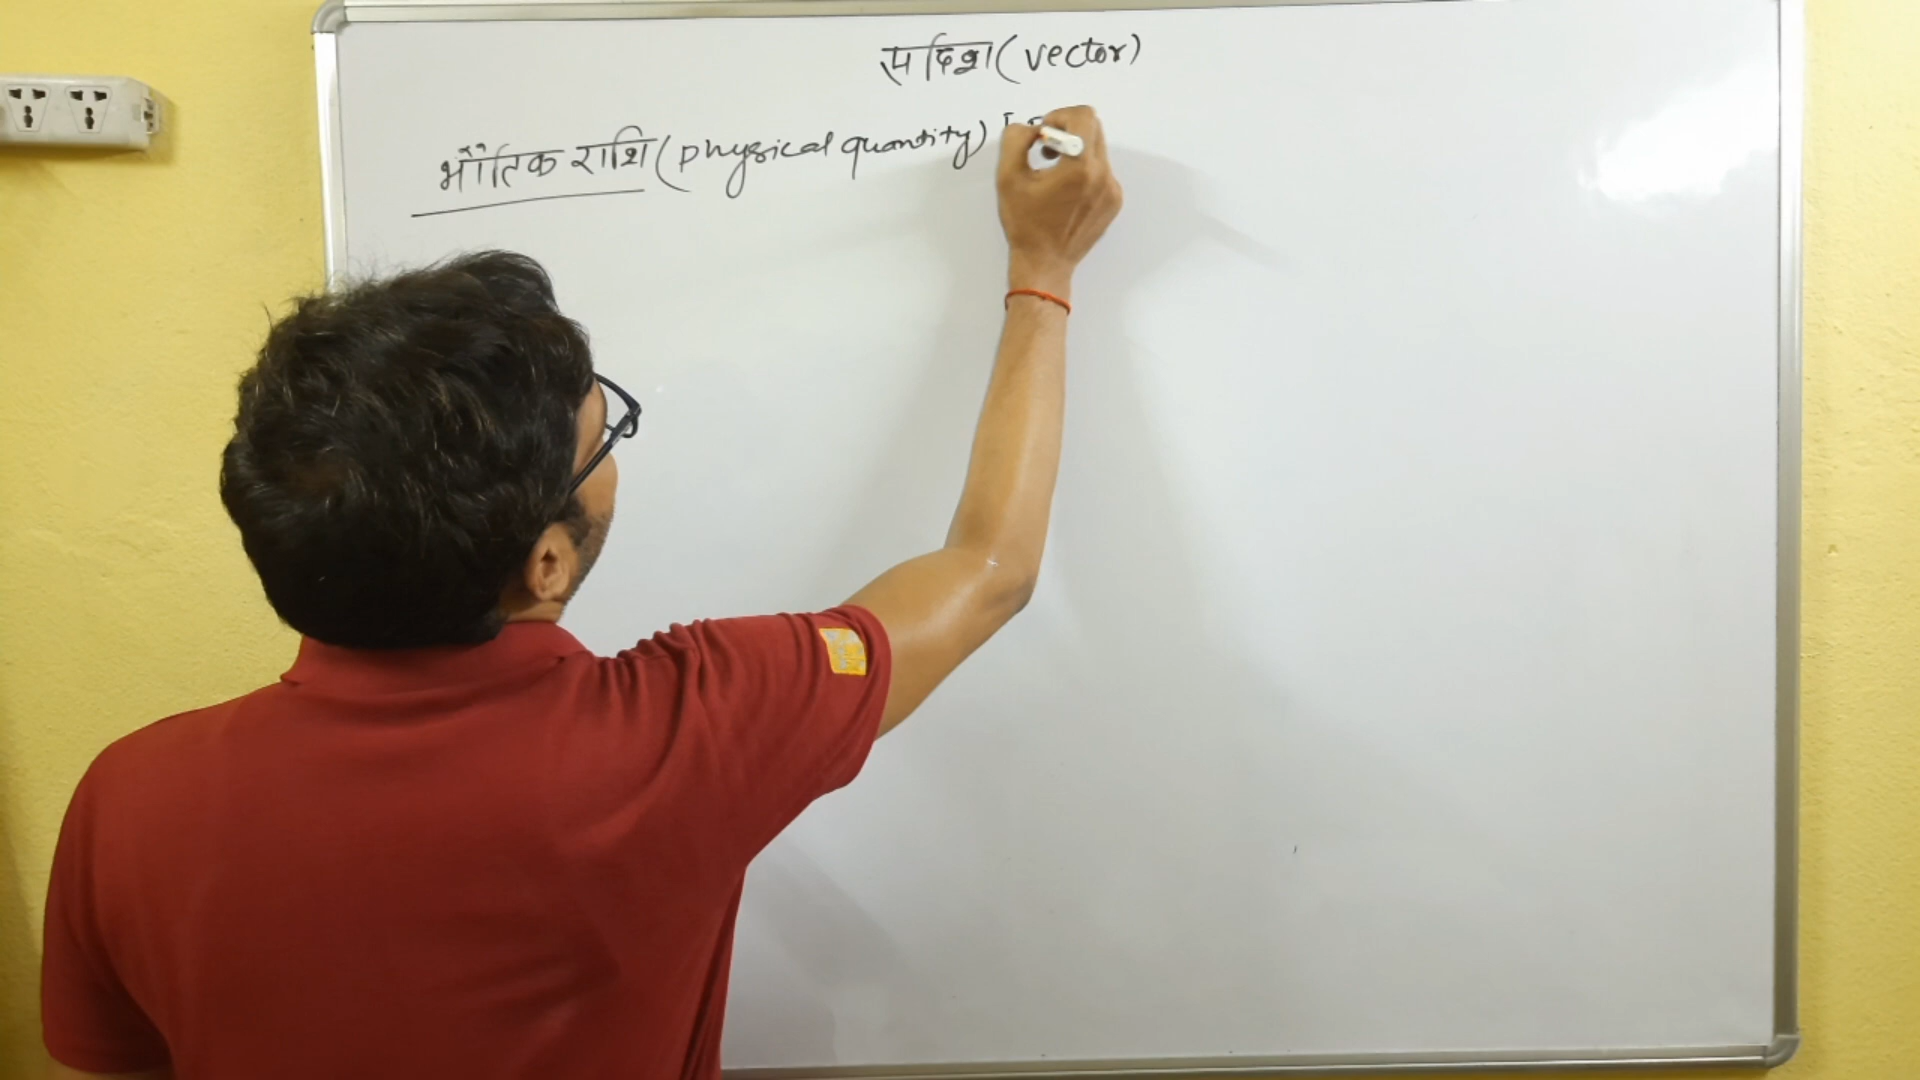 सदिश (vector)
भौतिक राशि (physical quantity)